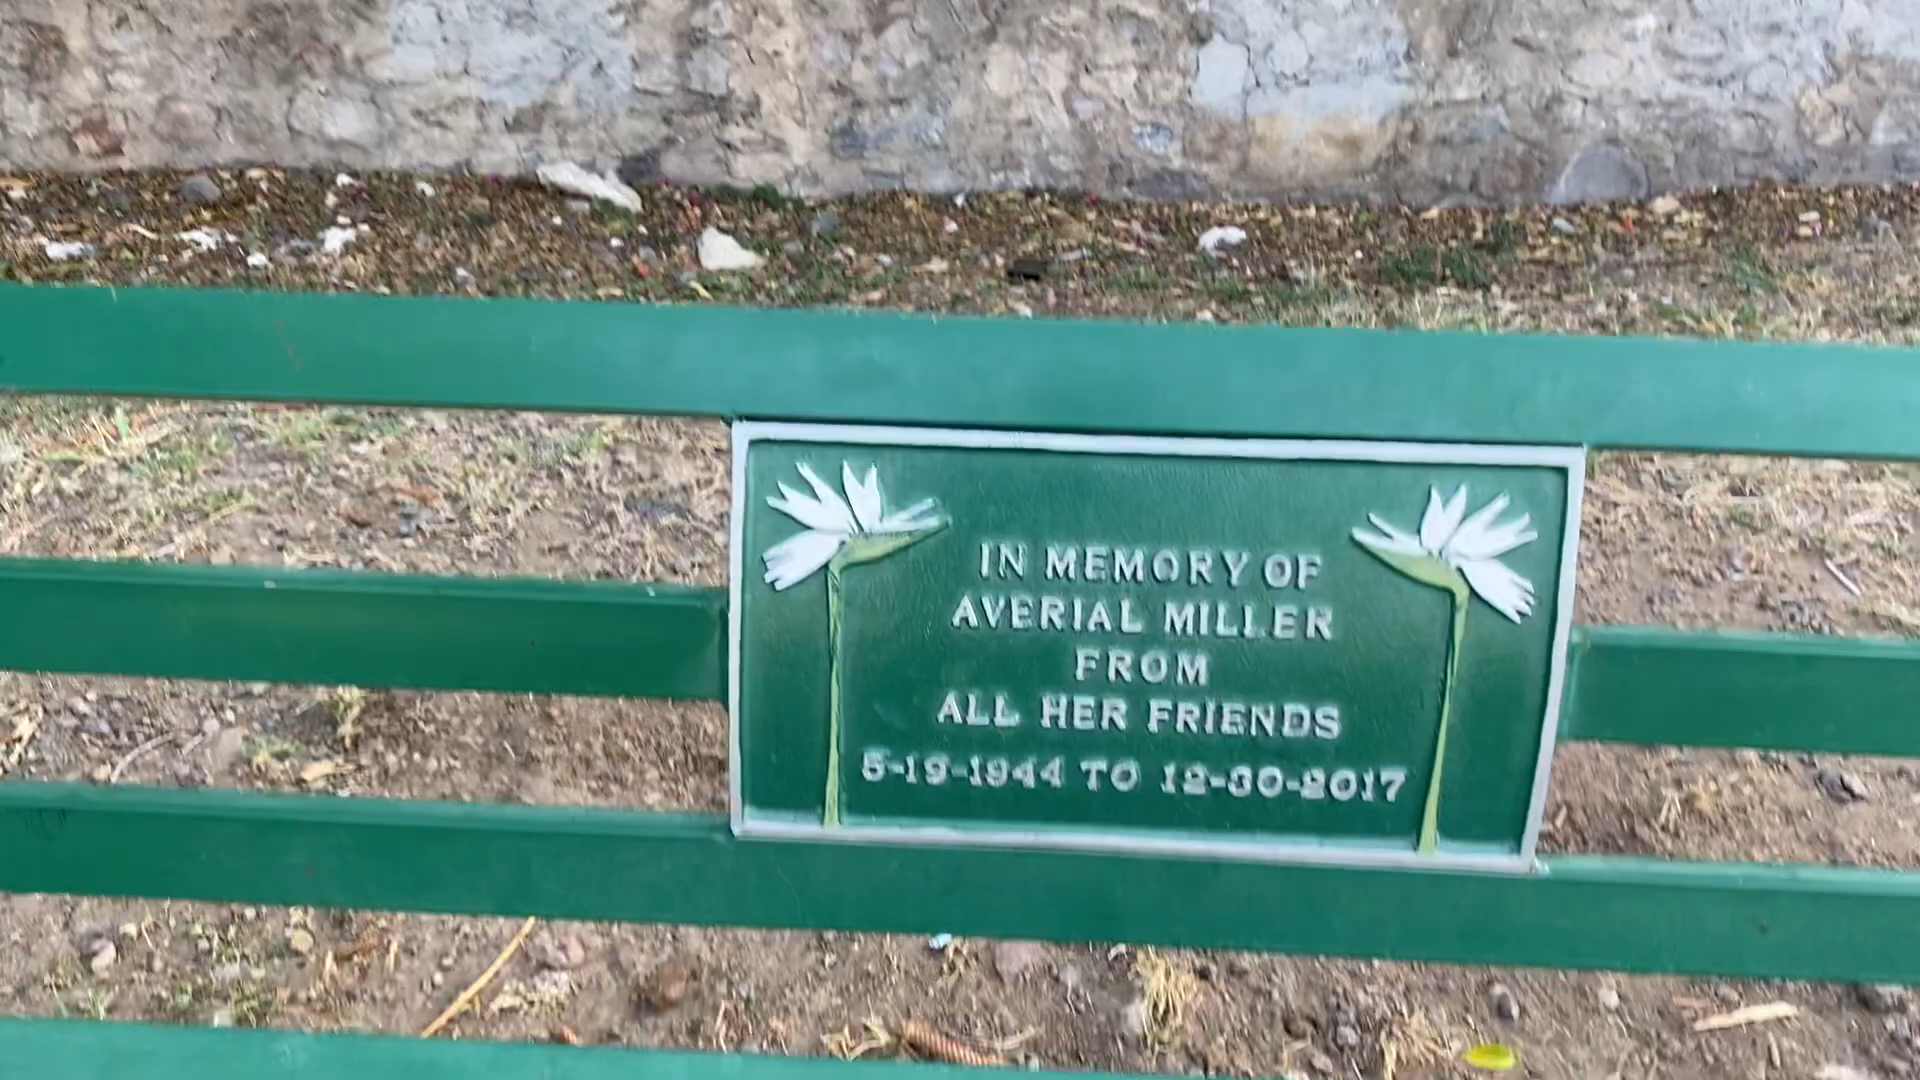 IN MEMORY OF
AVERIAL MILLER
FROM
ALL HER FRIENDS
5-19-1944 TO 12-30-2017